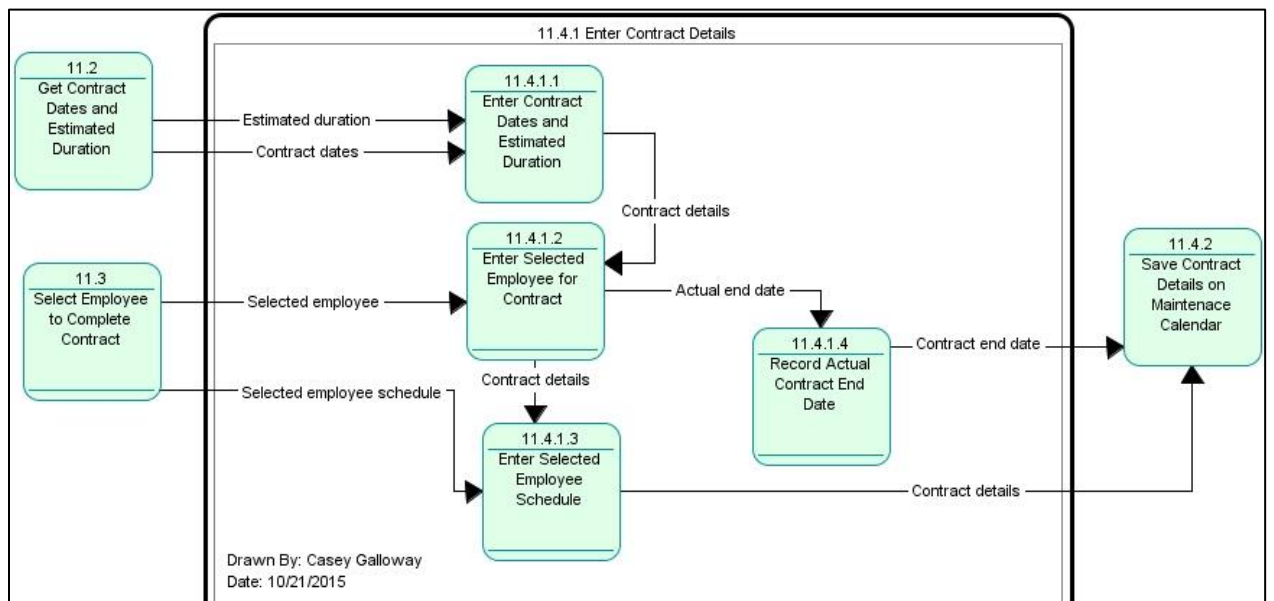 11.4.1 Enter Contract Details
11.2
Get Contract
Dates and
Estimated
Duration
Estimated duration
Contract dates
11.4.1.1
Enter Contract
Dates and
Estimated
Duration
Contract details
11.3
Select Employee
to Complete
Contract
Selected employee
Selected employee schedule
11.4.1.2
Enter Selected
Employee for
Contract
Actual end date
Contract details
11.4.1.3
Enter Selected
Employee
Schedule
11.4.1.4
Record Actual
Contract End
Date
Contract end date
Contract details
11.4.2
Save Contract
Details on
Maintenace
Calendar
Drawn By: Casey Galloway
Date: 10/21/2015